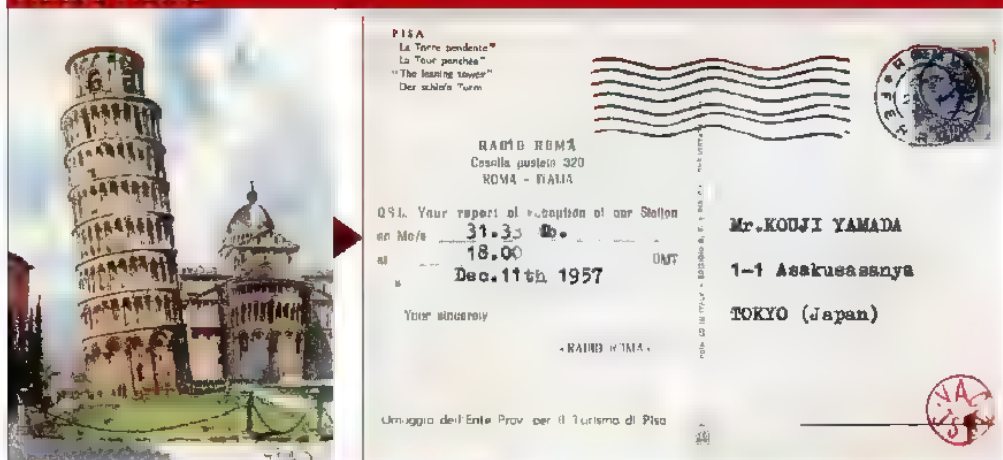 PISA
La Torre pendente"
La Tour penchée"
"The leaning tower"
Der schiefe Turm
RADIO ROMA
Casella postale 320
ROMA - ITALIA
QSL. Your report of reception of our Station
on Mc/s 31.33
at 18.00 GMT
Dec.11th 1957
Your sincerely
«RADIO ROMA»
Omaggio dell'Ente Prov. per il Turismo di Pisa
Mr.KOUJI YAMADA
1-1 Asakusasanya
TOKYO (Japan)